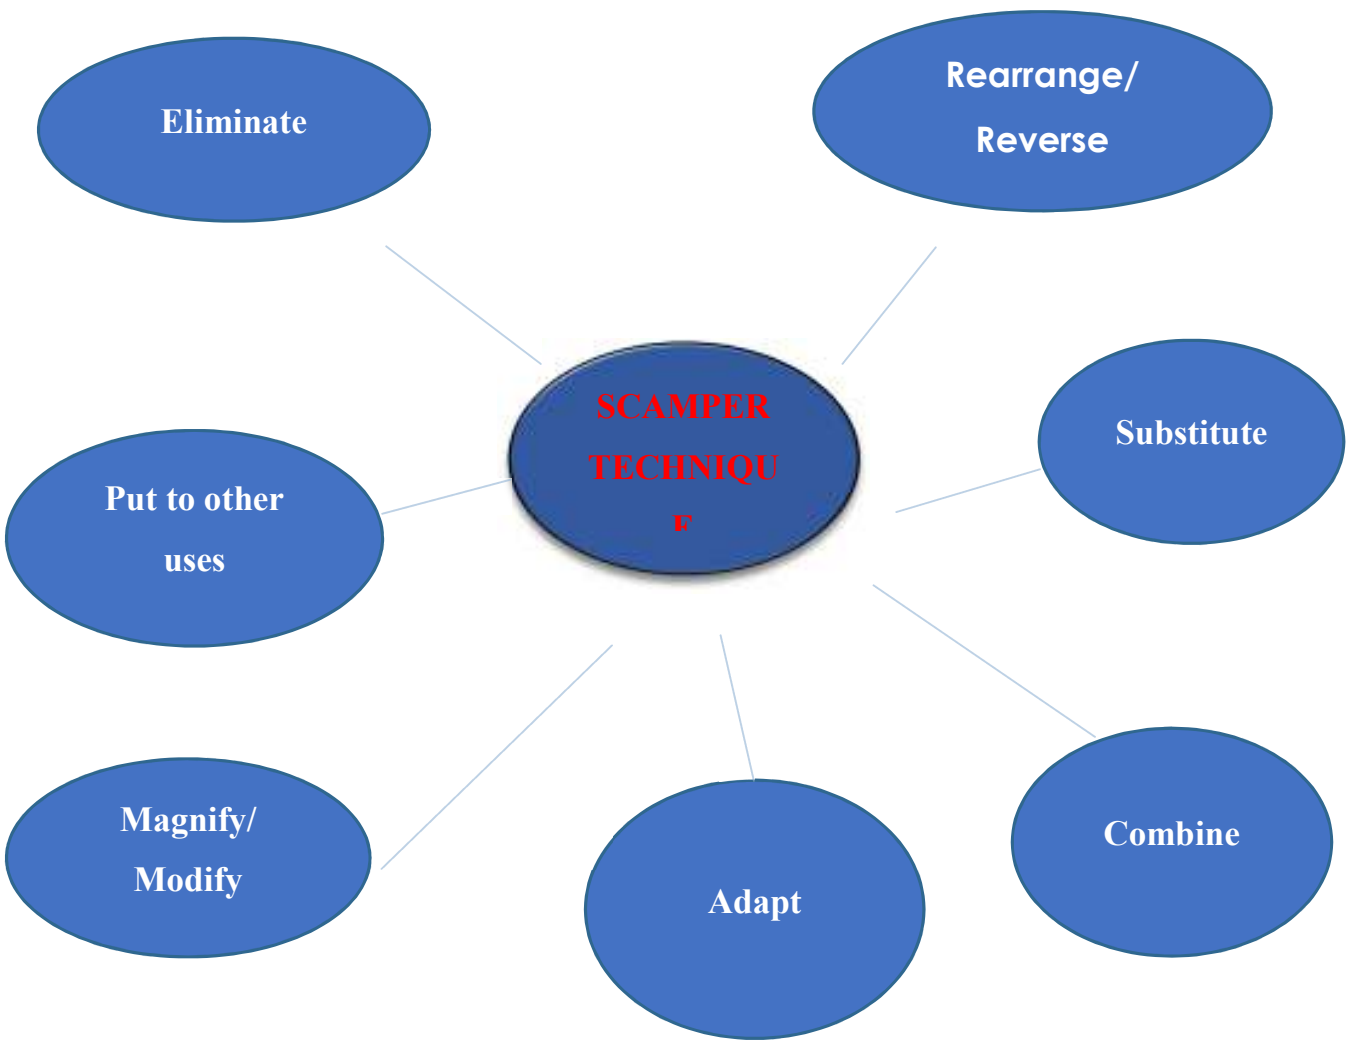 Eliminate
Rearrange/
Reverse
SCAMPER
TECHNIQU
E
Substitute
Put to other
uses
Magnify/
Modify
Adapt
Combine